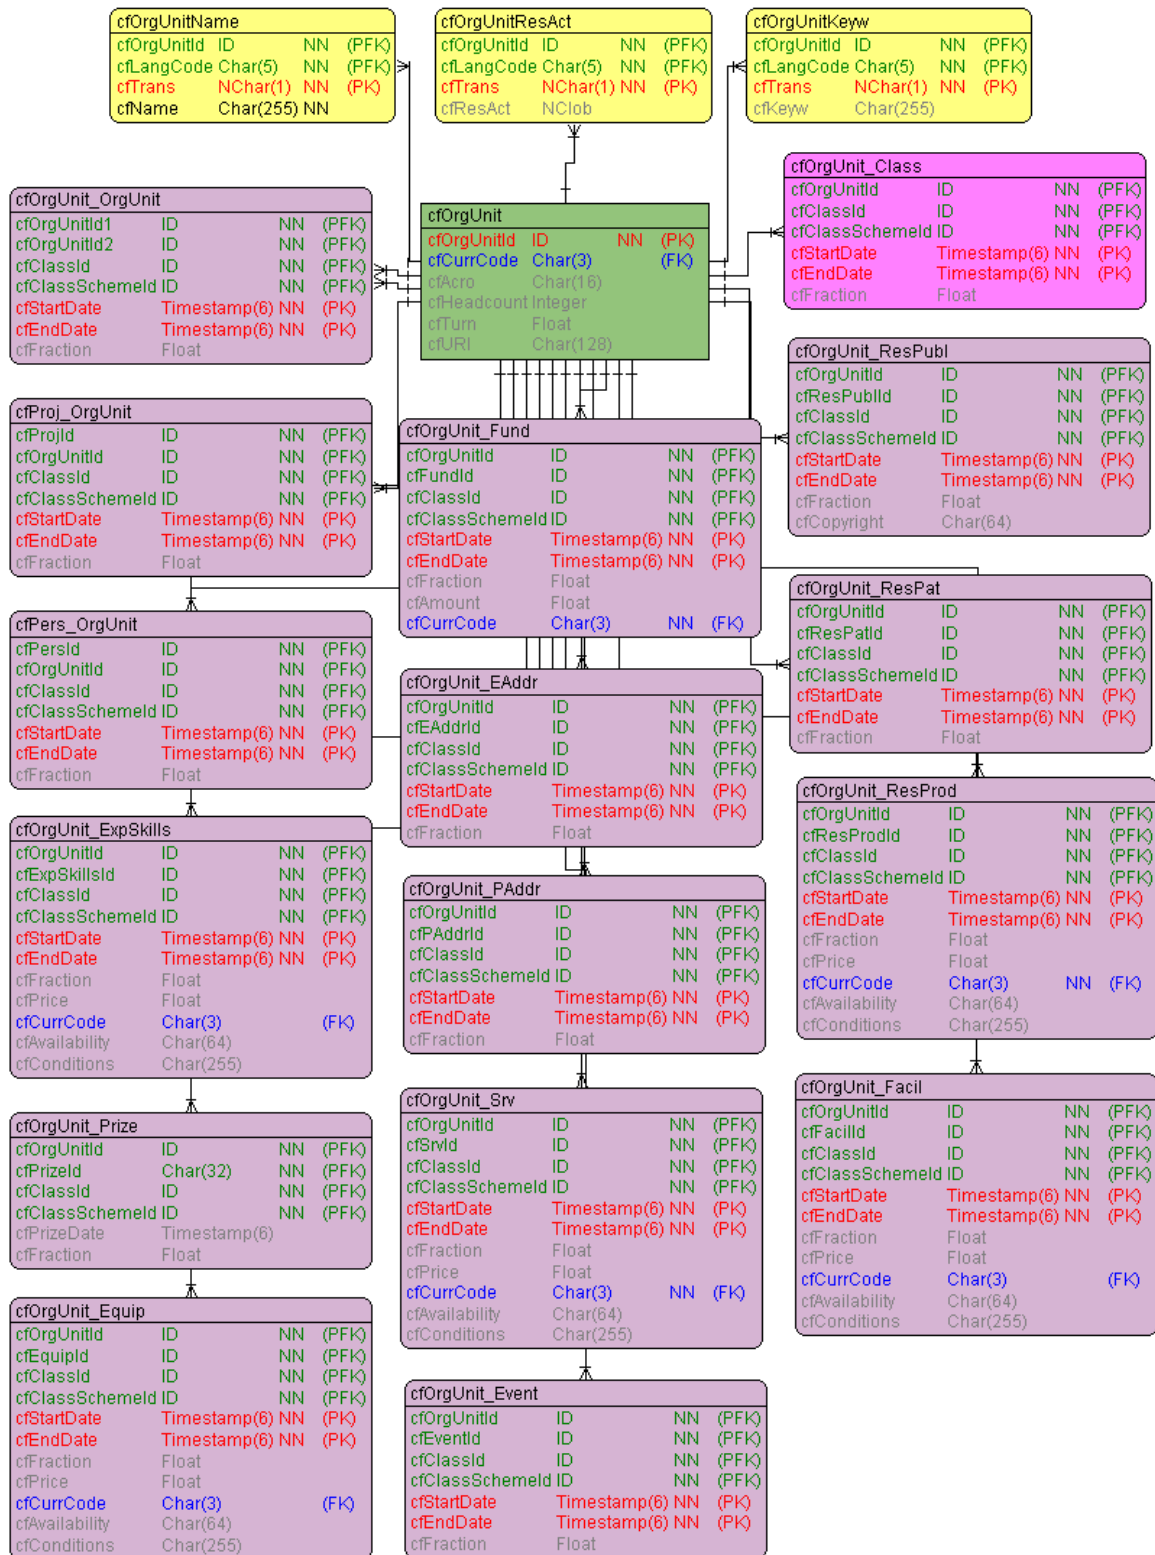 cfOrgUnitName
cfOrgUnitId ID NN (PFK)
cfLangCode Char(5) NN (PFK)
cfTrans NChar(1) NN (PK)
cfName Char(255) NN
cfOrgUnitResAct
cfOrgUnitId ID NN (PFK)
cfLangCode Char(5) NN (PFK)
cfTrans NChar(1) NN (PK)
cfResAct NClob
cfOrgUnitKeyw
cfOrgUnitId ID NN (PFK)
cfLangCode Char(5) NN (PFK)
cfTrans NChar(1) NN (PK)
cfKeyw Char(255)
cfOrgUnit_OrgUnit
cfOrgUnitId1 ID NN (PFK)
cfOrgUnitId2 ID NN (PFK)
cfClassId ID NN (PFK)
cfClassSchemeId ID NN (PFK)
cfStartDate Timestamp(6) NN (PK)
cfEndDate Timestamp(6) NN (PK)
cfFraction Float
cfOrgUnit
cfOrgUnitId ID NN (PK)
cfCurrCode Char(3) (FK)
cfAcro Char(16)
cfHeadcount Integer
cfTurn Float
cfURI Char(128)
cfOrgUnit_Class
cfOrgUnitId ID NN (PFK)
cfClassId ID NN (PFK)
cfClassSchemeId ID NN (PFK)
cfStartDate Timestamp(6) NN (PK)
cfEndDate Timestamp(6) NN (PK)
cfFraction Float
cfOrgUnit_ResPubl
cfOrgUnitId ID NN (PFK)
cfResPublId ID NN (PFK)
cfClassId ID NN (PFK)
cfClassSchemeId ID NN (PFK)
cfStartDate Timestamp(6) NN (PK)
cfEndDate Timestamp(6) NN (PK)
cfFraction Float
cfCopyright Char(64)
cfProj_OrgUnit
cfProjId ID NN (PFK)
cfOrgUnitId ID NN (PFK)
cfClassId ID NN (PFK)
cfClassSchemeId ID NN (PFK)
cfStartDate Timestamp(6) NN (PK)
cfEndDate Timestamp(6) NN (PK)
cfFraction Float
cfOrgUnit_Fund
cfOrgUnitId ID NN (PFK)
cfFundId ID NN (PFK)
cfClassId ID NN (PFK)
cfClassSchemeId ID NN (PFK)
cfStartDate Timestamp(6) NN (PK)
cfEndDate Timestamp(6) NN (PK)
cfFraction Float
cfAmount Float
cfCurrCode Char(3) NN (FK)
cfOrgUnit_ResPat
cfOrgUnitId ID NN (PFK)
cfResPatId ID NN (PFK)
cfClassId ID NN (PFK)
cfClassSchemeId ID NN (PFK)
cfStartDate Timestamp(6) NN (PK)
cfEndDate Timestamp(6) NN (PK)
cfFraction Float
cfPers_OrgUnit
cfPersId ID NN (PFK)
cfOrgUnitId ID NN (PFK)
cfClassId ID NN (PFK)
cfClassSchemeId ID NN (PFK)
cfStartDate Timestamp(6) NN (PK)
cfEndDate Timestamp(6) NN (PK)
cfFraction Float
cfOrgUnit_EAddr
cfOrgUnitId ID NN (PFK)
cfEAddrId ID NN (PFK)
cfClassId ID NN (PFK)
cfClassSchemeId ID NN (PFK)
cfStartDate Timestamp(6) NN (PK)
cfEndDate Timestamp(6) NN (PK)
cfFraction Float
cfOrgUnit_ResProd
cfOrgUnitId ID NN (PFK)
cfResProdId ID NN (PFK)
cfClassId ID NN (PFK)
cfClassSchemeId ID NN (PFK)
cfStartDate Timestamp(6) NN (PK)
cfEndDate Timestamp(6) NN (PK)
cfFraction Float
cfPrice Float
cfCurrCode Char(3) NN (FK)
cfAvailability Char(64)
cfConditions Char(255)
cfOrgUnit_ExpSkills
cfOrgUnitId ID NN (PFK)
cfExpSkillsId ID NN (PFK)
cfClassId ID NN (PFK)
cfClassSchemeId ID NN (PFK)
cfStartDate Timestamp(6) NN (PK)
cfEndDate Timestamp(6) NN (PK)
cfFraction Float
cfPrice Float
cfCurrCode Char(3) (FK)
cfAvailability Char(64)
cfConditions Char(255)
cfOrgUnit_PAddr
cfOrgUnitId ID NN (PFK)
cfPAddrId ID NN (PFK)
cfClassId ID NN (PFK)
cfClassSchemeId ID NN (PFK)
cfStartDate Timestamp(6) NN (PK)
cfEndDate Timestamp(6) NN (PK)
cfFraction Float
cfOrgUnit_Facil
cfOrgUnitId ID NN (PFK)
cfFacilId ID NN (PFK)
cfClassId ID NN (PFK)
cfClassSchemeId ID NN (PFK)
cfStartDate Timestamp(6) NN (PK)
cfEndDate Timestamp(6) NN (PK)
cfFraction Float
cfPrice Float
cfCurrCode Char(3) (FK)
cfAvailability Char(64)
cfConditions Char(255)
cfOrgUnit_Prize
cfOrgUnitId ID NN (PFK)
cfPrizeId Char(32) NN (PFK)
cfClassId ID NN (PFK)
cfClassSchemeId ID NN (PFK)
cfPrizeDate Timestamp(6)
cfFraction Float
cfOrgUnit_Srv
cfOrgUnitId ID NN (PFK)
cfSrvId ID NN (PFK)
cfClassId ID NN (PFK)
cfClassSchemeId ID NN (PFK)
cfStartDate Timestamp(6) NN (PK)
cfEndDate Timestamp(6) NN (PK)
cfFraction Float
cfPrice Float
cfCurrCode Char(3) NN (FK)
cfAvailability Char(64)
cfConditions Char(255)
cfOrgUnit_Equip
cfOrgUnitId ID NN (PFK)
cfEquipId ID NN (PFK)
cfClassId ID NN (PFK)
cfClassSchemeId ID NN (PFK)
cfStartDate Timestamp(6) NN (PK)
cfEndDate Timestamp(6) NN (PK)
cfFraction Float
cfPrice Float
cfCurrCode Char(3) (FK)
cfAvailability Char(64)
cfConditions Char(255)
cfOrgUnit_Event
cfOrgUnitId ID NN (PFK)
cfEventId ID NN (PFK)
cfClassId ID NN (PFK)
cfClassSchemeId ID NN (PFK)
cfStartDate Timestamp(6) NN (PK)
cfEndDate Timestamp(6) NN (PK)
cfFraction Float